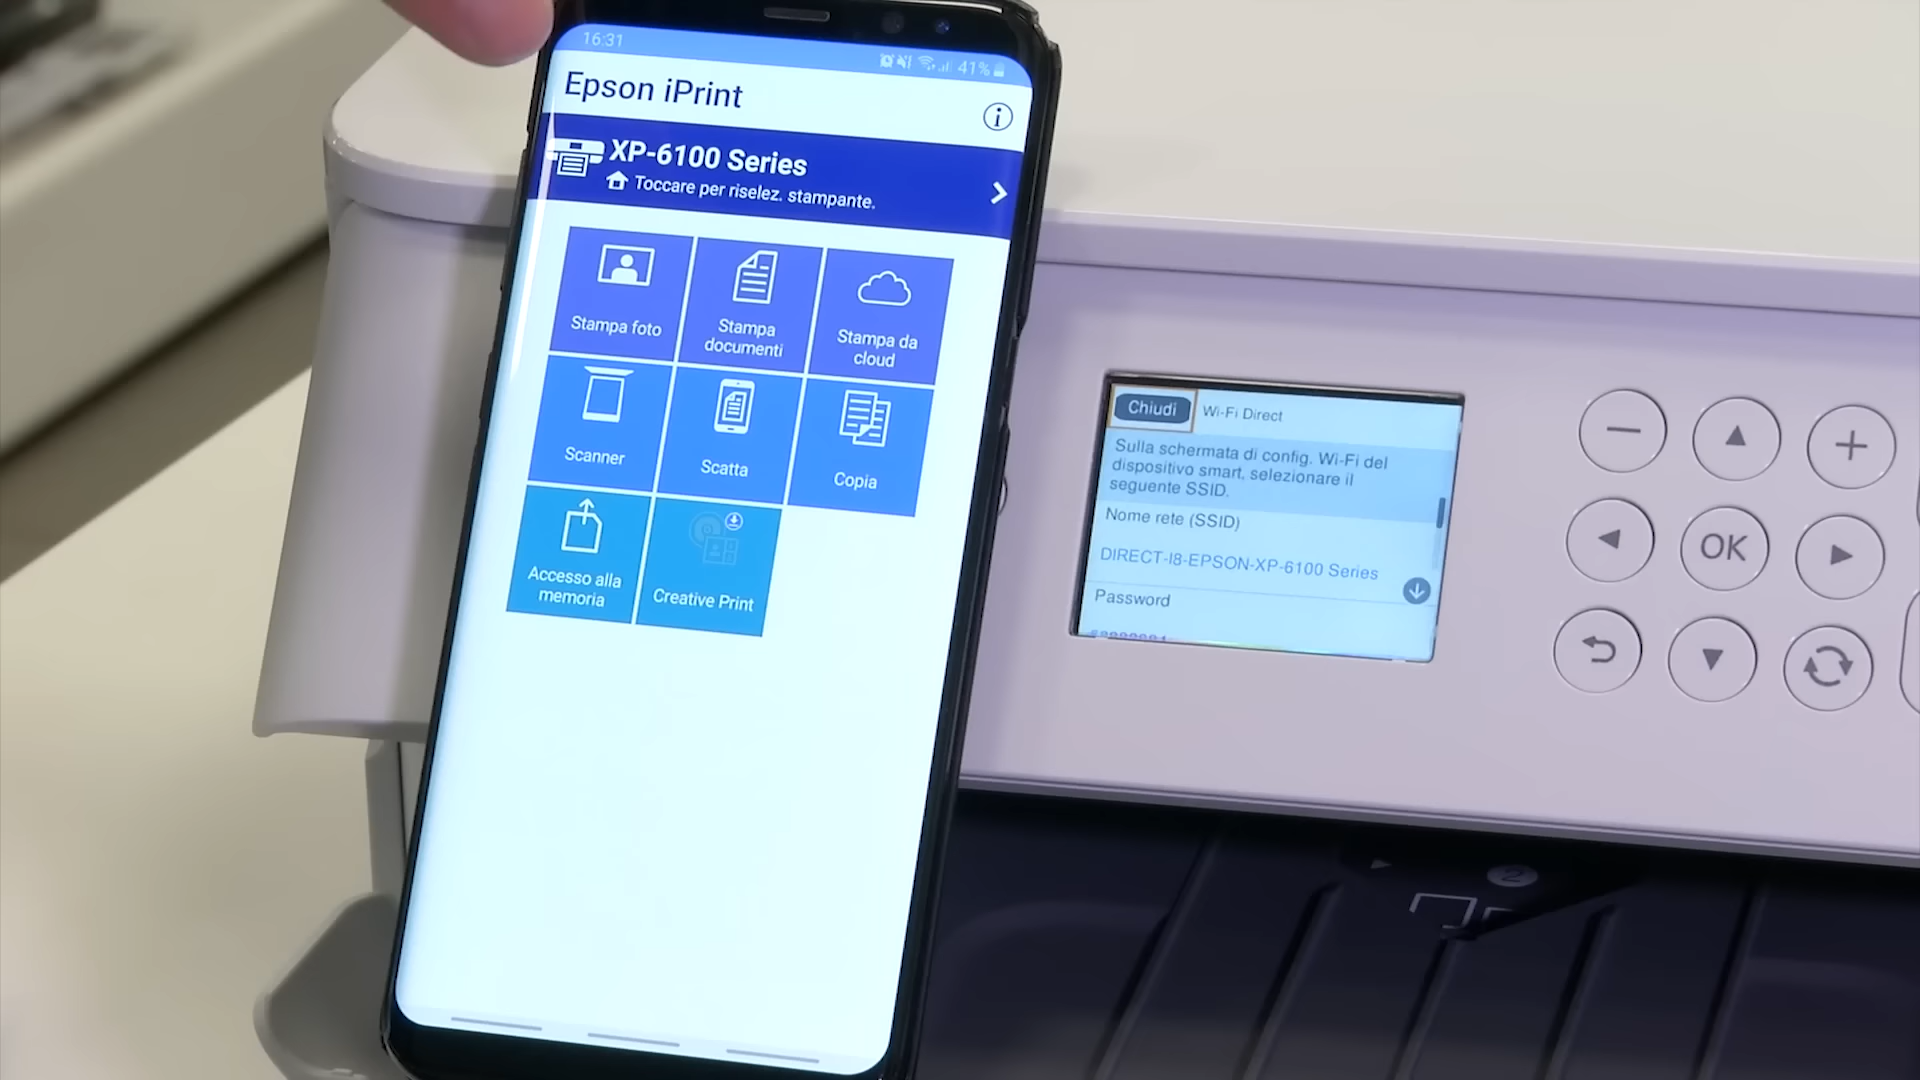 16:31
41%
Epson iPrint
XP-6100 Series
Toccare per riselez. stampante.
Stampa foto
Stampa
documenti
Stampa da
cloud
Scanner
Scatta
Copia
Accesso alla
memoria
Creative Print
Chiudi
Wi-Fi Direct
Sulla schermata di config. Wi-Fi del
dispositivo smart, selezionare il
seguente SSID.
Nome rete (SSID)
DIRECT-I8-EPSON-XP-6100 Series
Password
OK
2